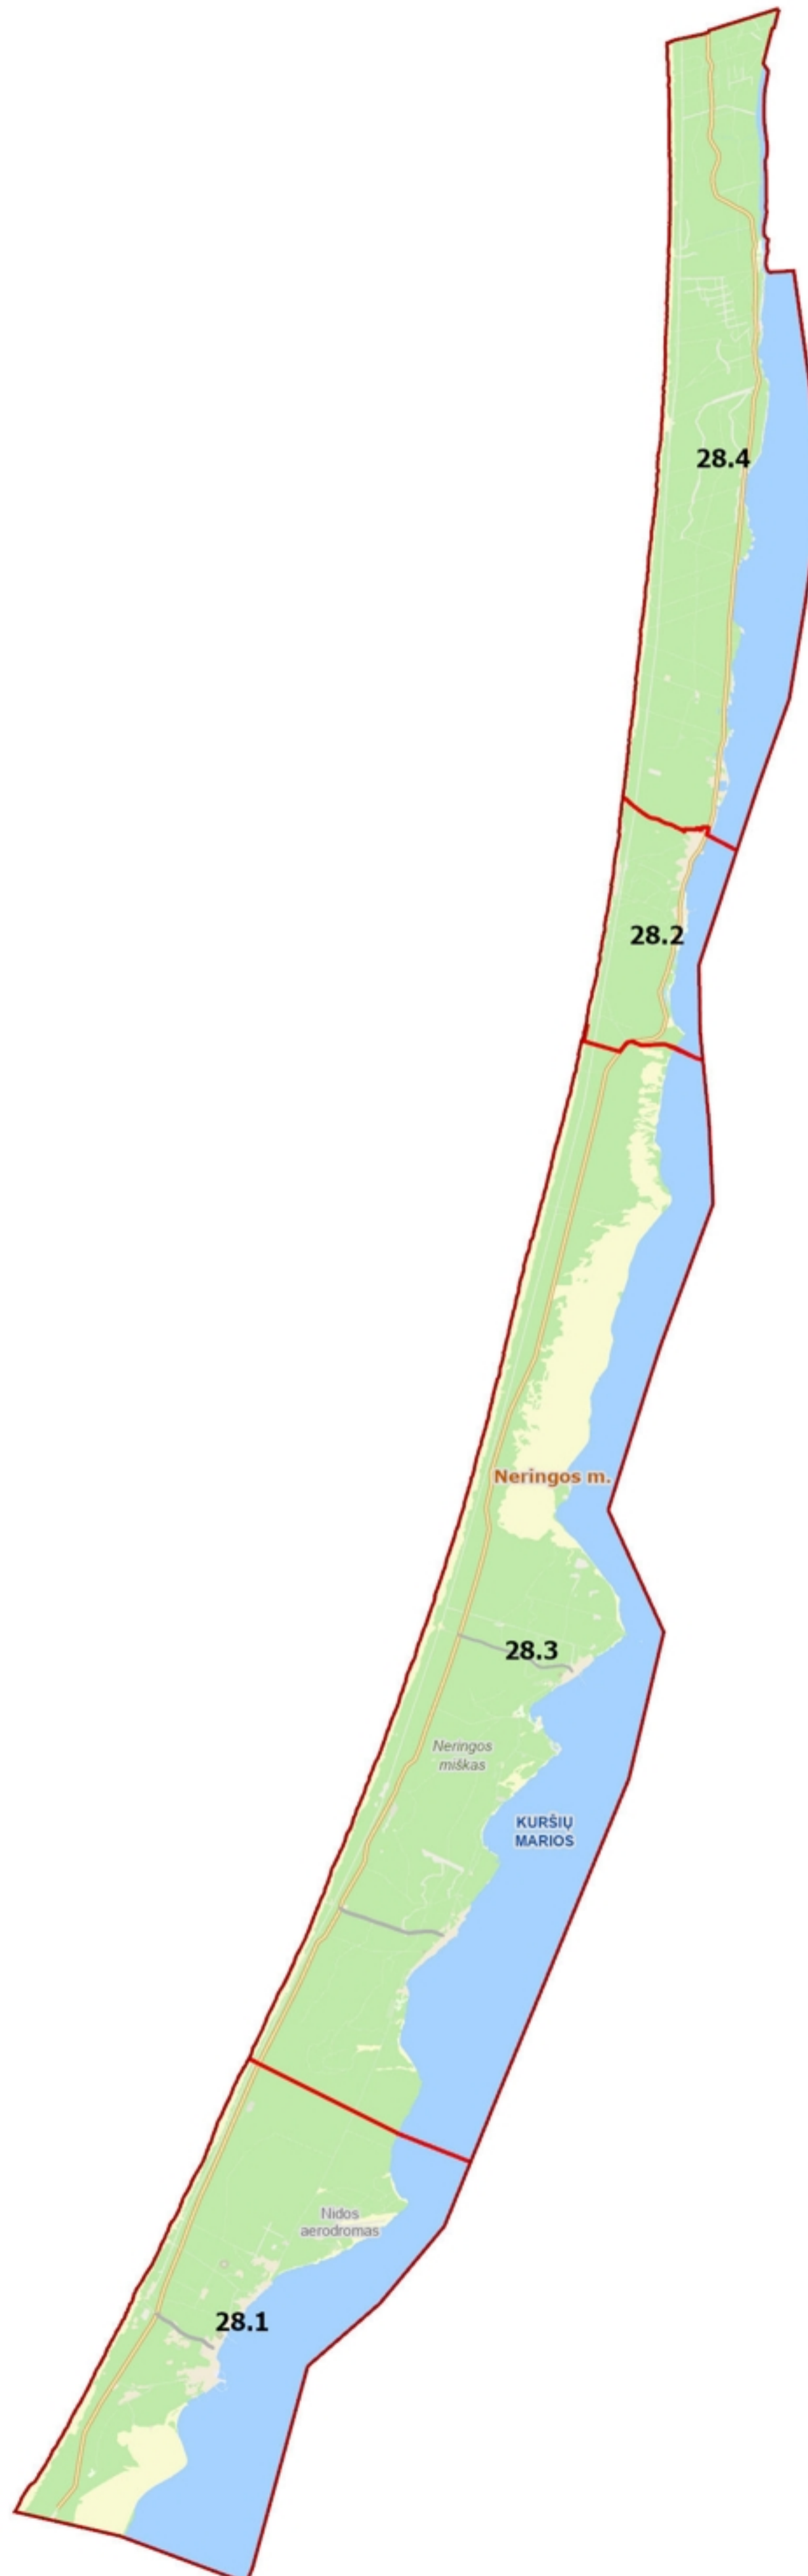 28.4
28.2
Neringos m.
28.3
Neringos
miškas
KURŠIŲ
MARIOS
Nidos
aerodromas
28.1